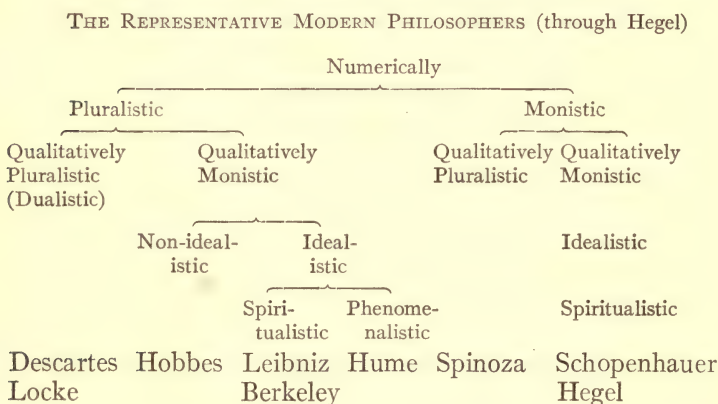 THE REPRESENTATIVE MODERN PHILOSOPHERS (through Hegel)
Numerically
Pluralistic Monistic
Qualitatively Qualitatively Qualitatively Qualitatively
Pluralistic Monistic Pluralistic Monistic
(Dualistic)
Non-ideal- Ideal- Idealistic
istic istic
Spiri- Phenome- Spiritualistic
tualistic nalistic
Descartes Hobbes Leibniz Hume Spinoza Schopenhauer
Locke Berkeley Hegel